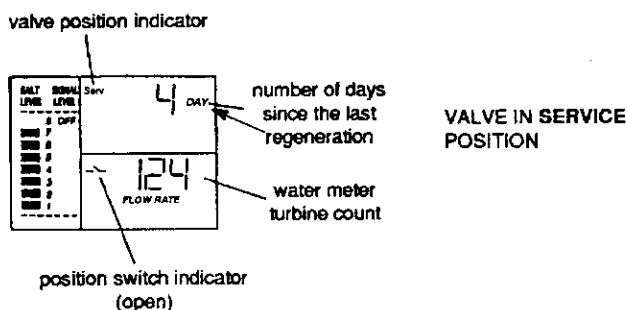 valve position indicator
SALT LEVEL
SIGNAL LEVEL
Serv
4 DAY
8 OFF
7
6
5
4
3
2
1
124
FLOW RATE
number of days
since the last
regeneration
water meter
turbine count
position switch indicator
(open)
VALVE IN SERVICE
POSITION